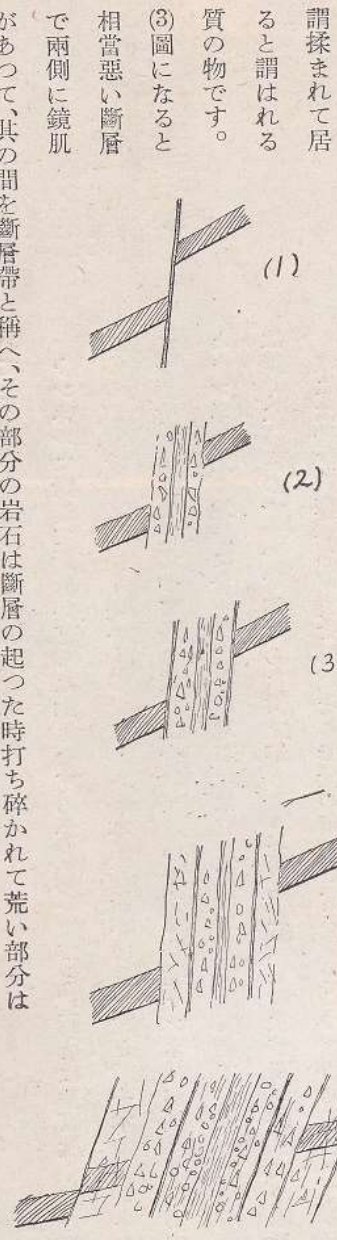 謂揉まれて居
ると謂はれる
質の物です。
(3)圖になると
相當惡い斷層
で兩側に鏡肌
があつて、其の間を斷層帶と稱へ、その部分の岩石は斷層の起つた時打ち碎かれて荒い部分は
(1)
(2)
(3